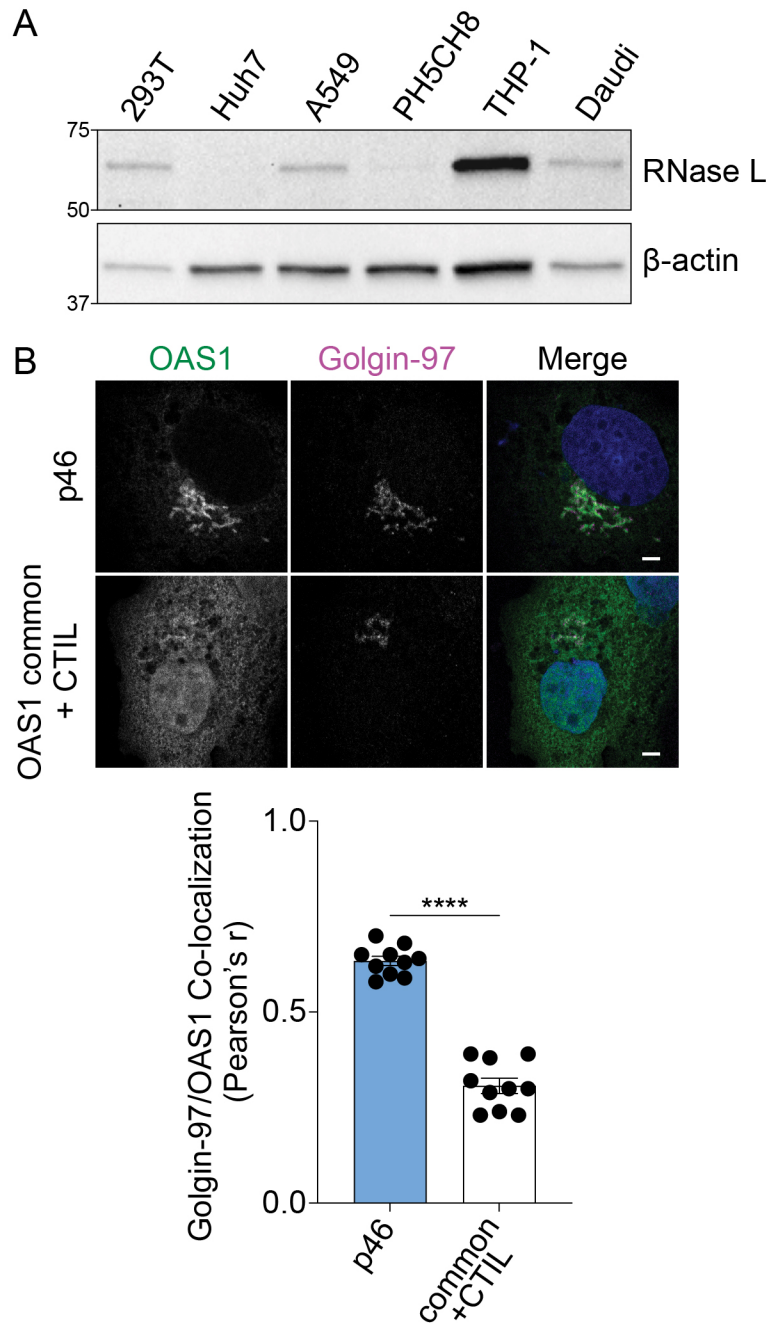 A
293T
Huh7
A549
PH5CH8
THP-1
Daudi
75
50
RNase L
37
β-actin
B
OAS1
Golgin-97
Merge
p46
OAS1 common
+ CTIL
Golgin-97/OAS1 Co-localization
(Pearson's r)
1.0
0.5
0.0
****
p46
common
+CTIL